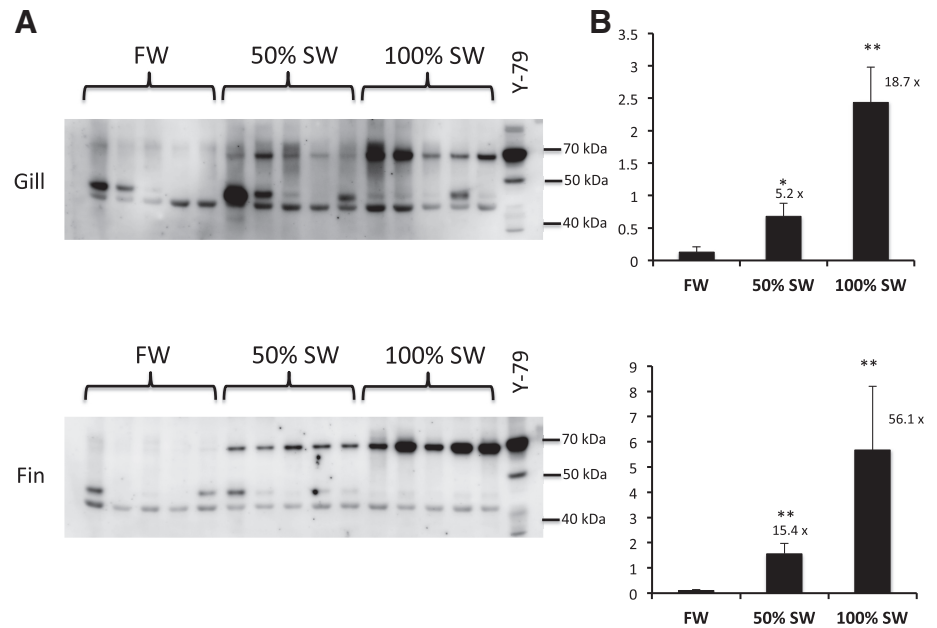 A
FW 50% SW 100% SW Y-79
Gill
70 kDa
50 kDa
40 kDa
B
3.5
3
2.5
2
1.5
1
0.5
0
**
18.7 x
*
5.2 x
FW 50% SW 100% SW
FW 50% SW 100% SW Y-79
Fin
70 kDa
50 kDa
40 kDa
9
8
7
6
5
4
3
2
1
0
**
56.1 x
**
15.4 x
FW 50% SW 100% SW